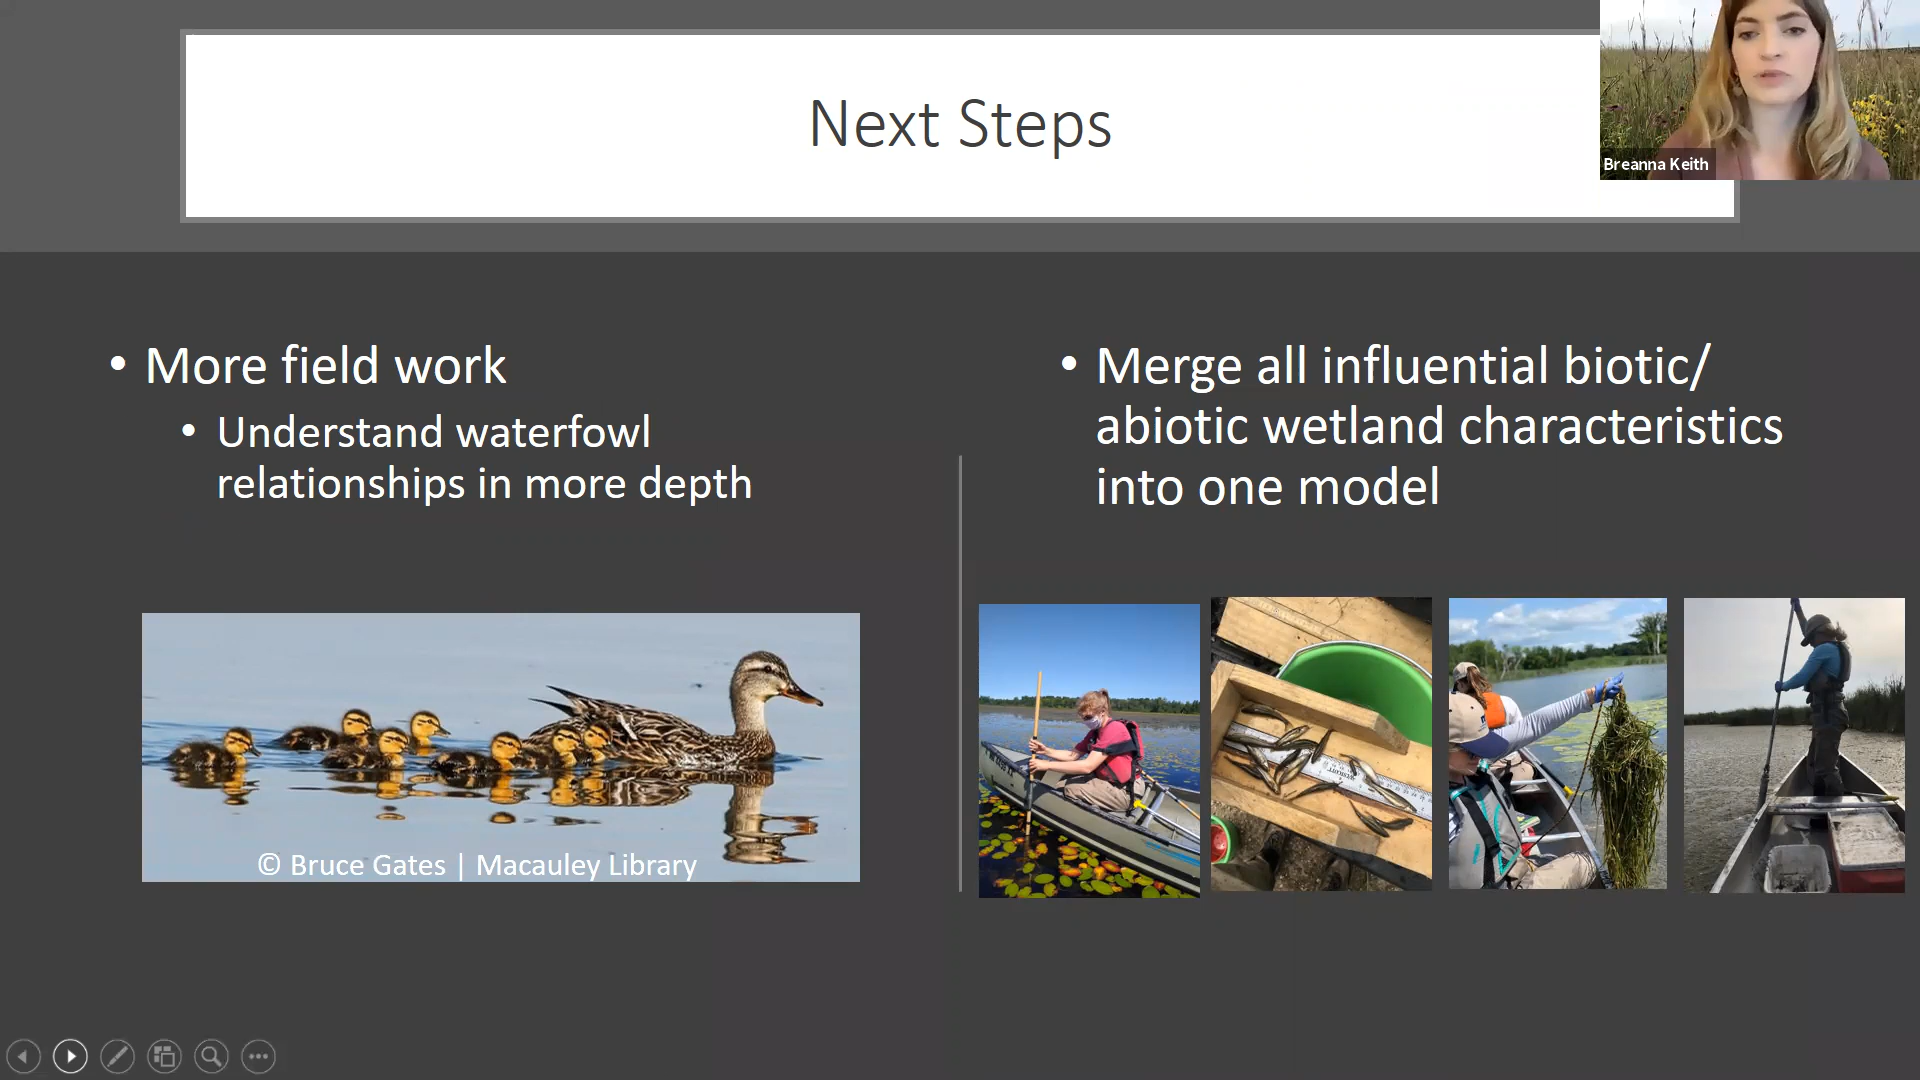 Next Steps
Breanna Keith
• More field work
• Understand waterfowl
relationships in more depth
© Bruce Gates | Macauley Library
• Merge all influential biotic/
abiotic wetland characteristics
into one model